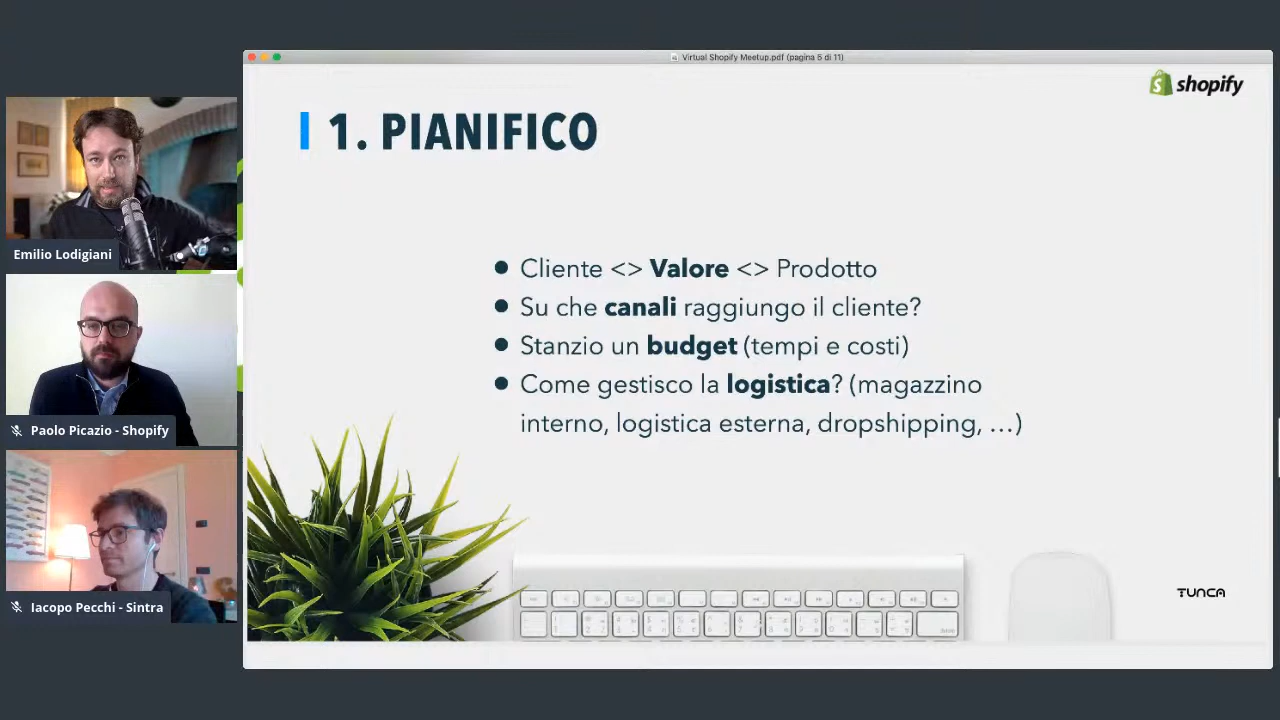 Virtual Shopify Meetup.pdf (pagina 5 di 11)
shopify
1. PIANIFICO
Emilio Lodigiani
Paolo Picazio - Shopify
Iacopo Pecchi - Sintra
● Cliente <> Valore <> Prodotto
● Su che canali raggiungo il cliente?
● Stanzio un budget (tempi e costi)
● Come gestisco la logistica? (magazzino
interno, logistica esterna, dropshipping, ...)
TUNCA